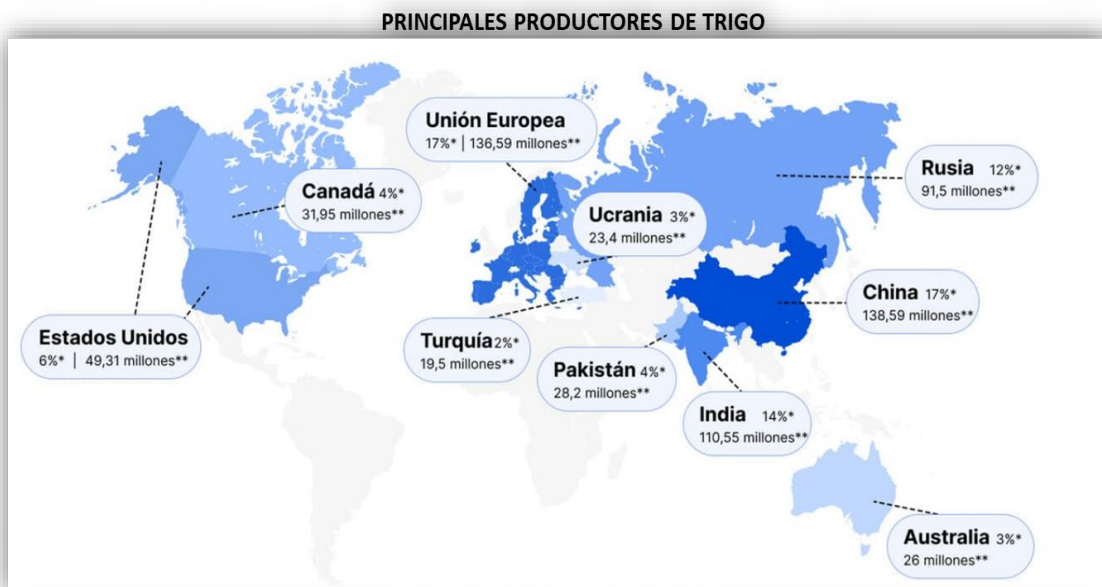 PRINCIPALES PRODUCTORES DE TRIGO
Unión Europea
17%* | 136,59 millones**
Rusia 12%*
91,5 millones**
Canadá 4%*
31,95 millones**
Ucrania 3%*
23,4 millones**
China 17%*
138,59 millones**
Estados Unidos
6%* | 49,31 millones**
Turquía 2%*
19,5 millones**
Pakistán 4%*
28,2 millones**
India 14%*
110,55 millones**
Australia 3%*
26 millones**